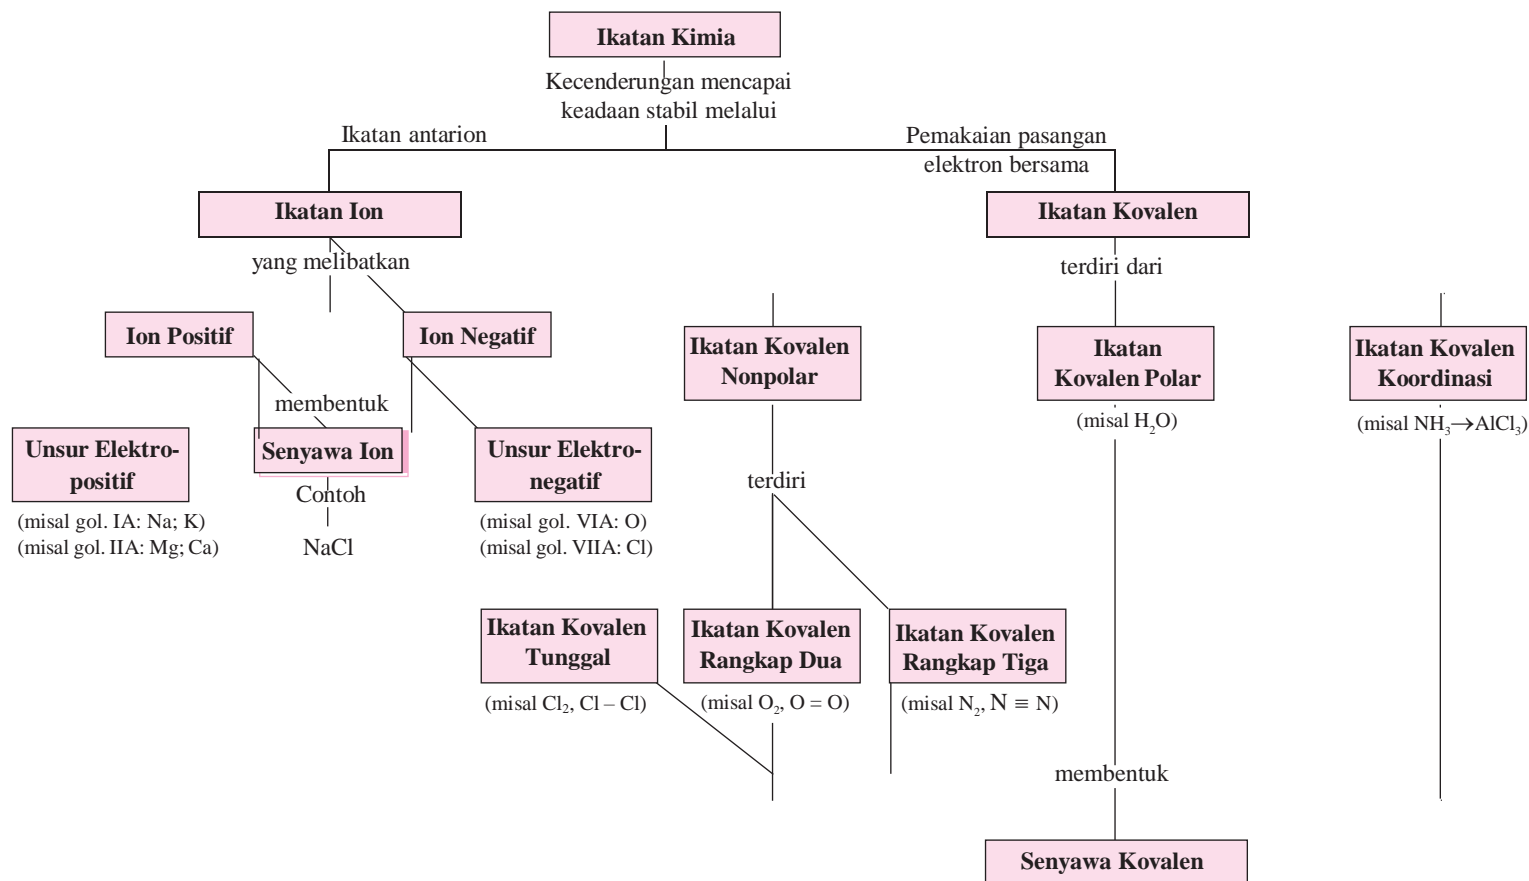 Ikatan Kimia
Kecenderungan mencapai
keadaan stabil melalui
Ikatan antarion
Pemakaian pasangan
elektron bersama
Ikatan Ion
Ikatan Kovalen
yang melibatkan
terdiri dari
Ion Positif
Ion Negatif
Ikatan Kovalen
Nonpolar
Ikatan
Kovalen Polar
(misal H₂O)
Ikatan Kovalen
Koordinasi
(misal NH₃→AlCl₃)
membentuk
Unsur Elektro-
positif
(misal gol. IA: Na; K)
(misal gol. IIA: Mg; Ca)
Senyawa Ion
Contoh
NaCl
Unsur Elektro-
negatif
(misal gol. VIA: O)
(misal gol. VIIA: Cl)
terdiri
Ikatan Kovalen
Tunggal
(misal Cl₂, Cl – Cl)
Ikatan Kovalen
Rangkap Dua
(misal O₂, O = O)
Ikatan Kovalen
Rangkap Tiga
(misal N₂, N ≡ N)
membentuk
Senyawa Kovalen